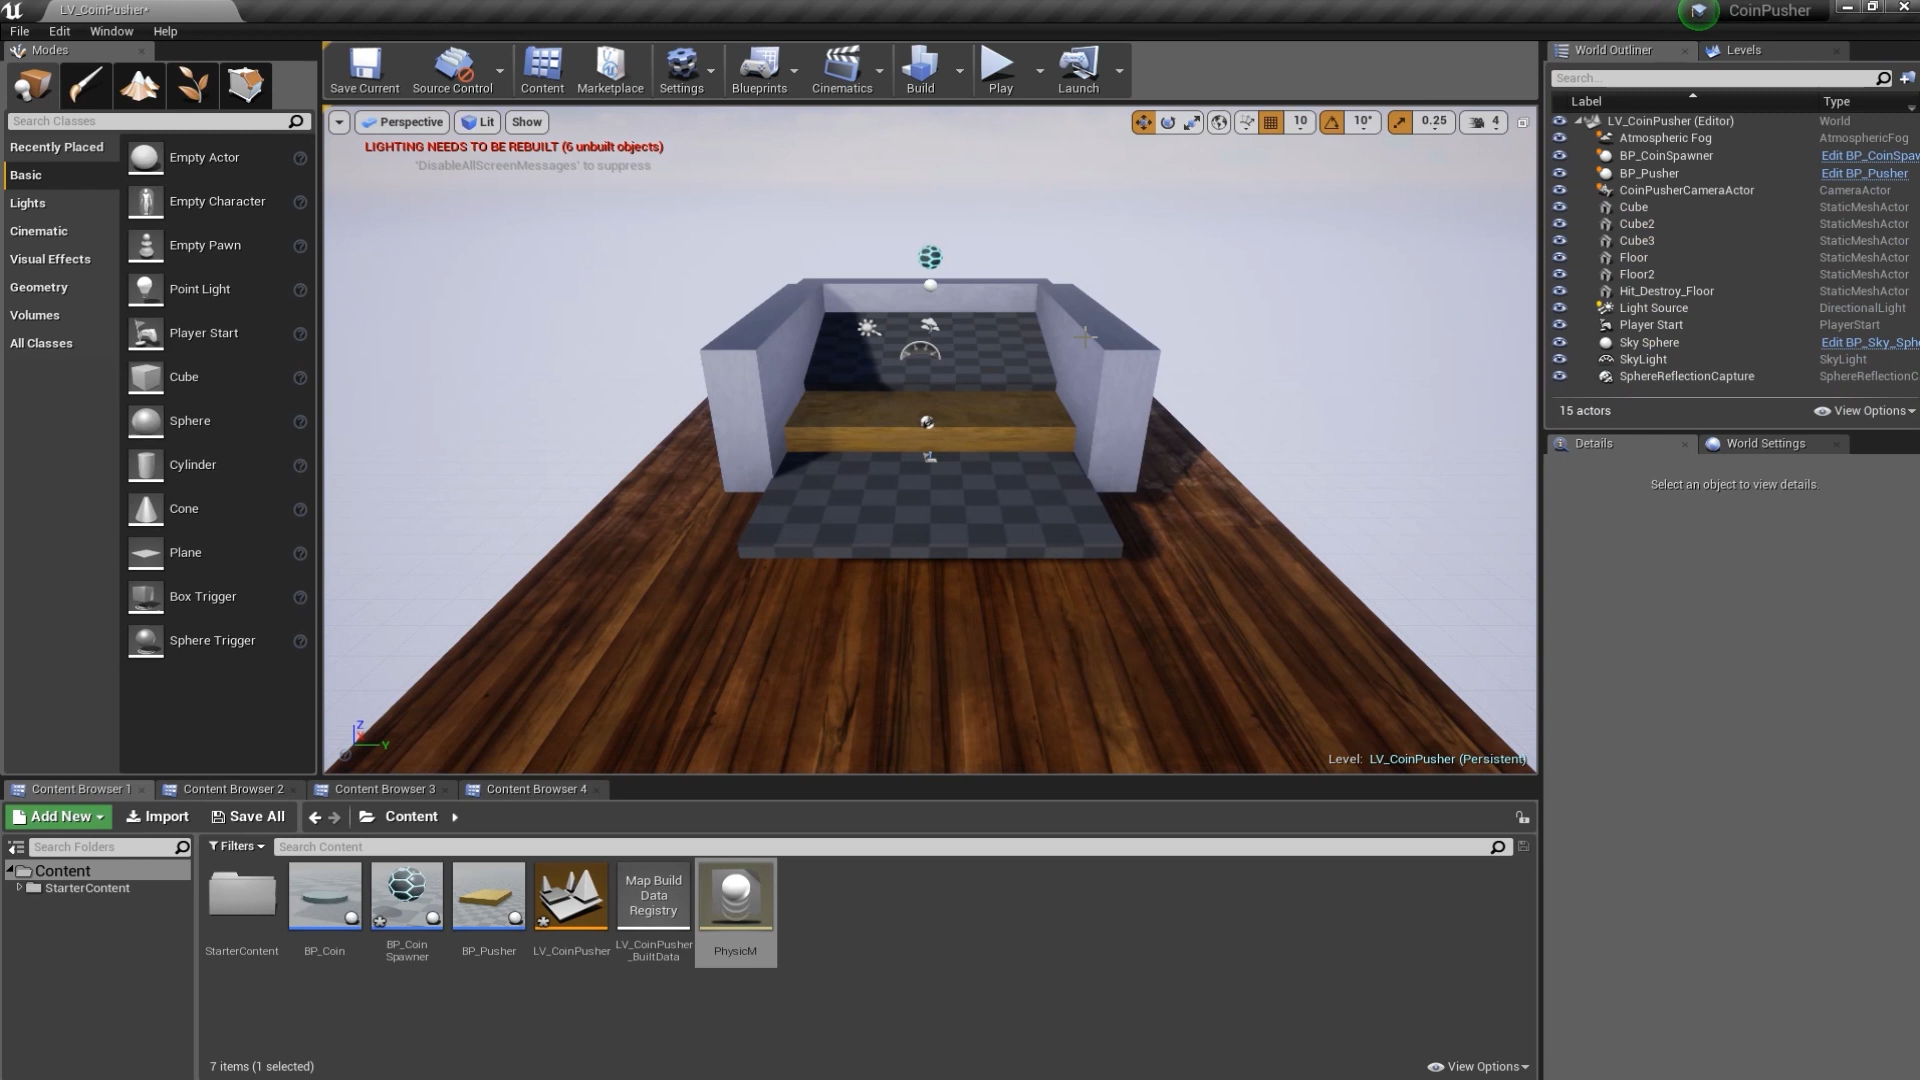 LV_CoinPusher*
CoinPusher
File Edit Window Help
Modes
Search Classes
Recently Placed
Basic
Lights
Cinematic
Visual Effects
Geometry
Volumes
All Classes
Empty Actor
Empty Character
Empty Pawn
Point Light
Player Start
Cube
Sphere
Cylinder
Cone
Plane
Box Trigger
Sphere Trigger
Save Current Source Control Content Marketplace Settings Blueprints Cinematics Build Play Launch
Perspective Lit Show
10 10° 0.25 4
LIGHTING NEEDS TO BE REBUILT (6 unbuilt objects)
'DisableAllScreenMessages' to suppress
Z
X
Y
Level: LV_CoinPusher (Persistent)
World Outliner Levels
Search...
Label Type
LV_CoinPusher (Editor) World
Atmospheric Fog AtmosphericFog
BP_CoinSpawner Edit BP_CoinSpaw
BP_Pusher Edit BP_Pusher
CoinPusherCameraActor CameraActor
Cube StaticMeshActor
Cube2 StaticMeshActor
Cube3 StaticMeshActor
Floor StaticMeshActor
Floor2 StaticMeshActor
Hit_Destroy_Floor StaticMeshActor
Light Source DirectionalLight
Player Start PlayerStart
Sky Sphere Edit BP_Sky_Sph
SkyLight SkyLight
SphereReflectionCapture SphereReflectionC
15 actors View Options
Details World Settings
Select an object to view details.
Content Browser 1 Content Browser 2 Content Browser 3 Content Browser 4
Add New Import Save All Content
Search Folders
Content
StarterContent
Filters Search Content
Map Build
Data
Registry
StarterContent
BP_Coin
BP_Coin
Spawner
BP_Pusher
LV_CoinPusher
LV_CoinPusher
_BuiltData
PhysicM
7 items (1 selected)
View Options